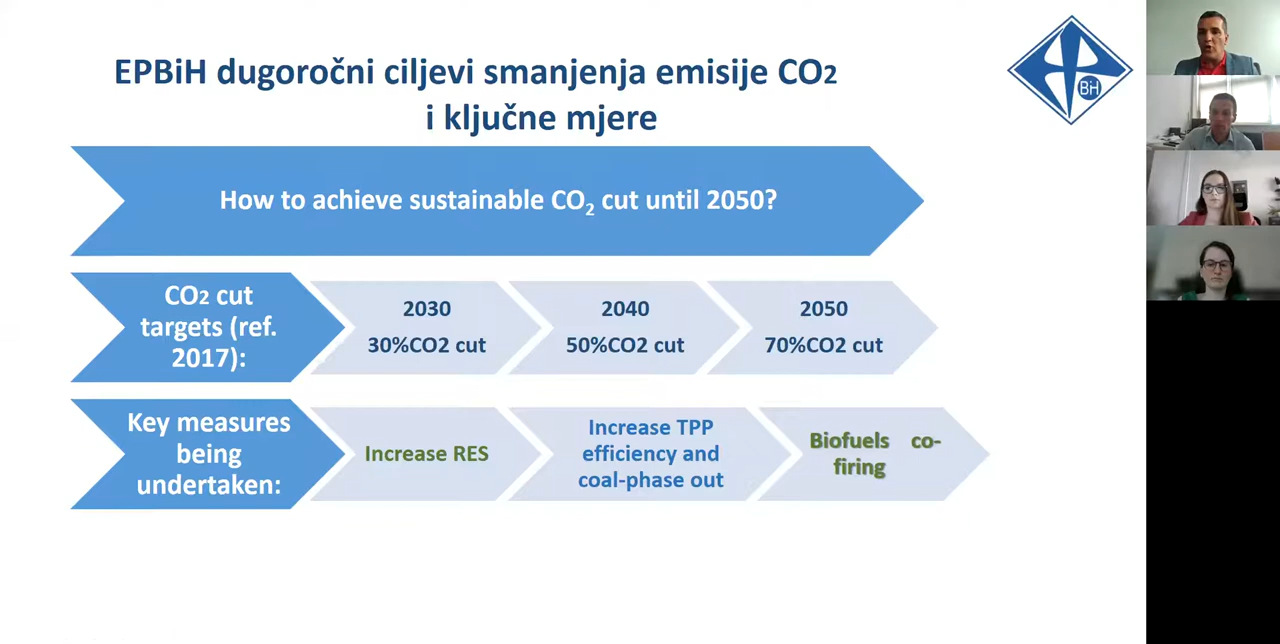 EPBiH dugoročni ciljevi smanjenja emisije CO2
i ključne mjere
BiH
How to achieve sustainable CO₂ cut until 2050?
CO2 cut
targets (ref.
2017):
2030
30%CO2 cut
2040
50%CO2 cut
2050
70%CO2 cut
Key measures
being
undertaken:
Increase RES
Increase TPP
efficiency and
coal-phase out
Biofuels co-
firing